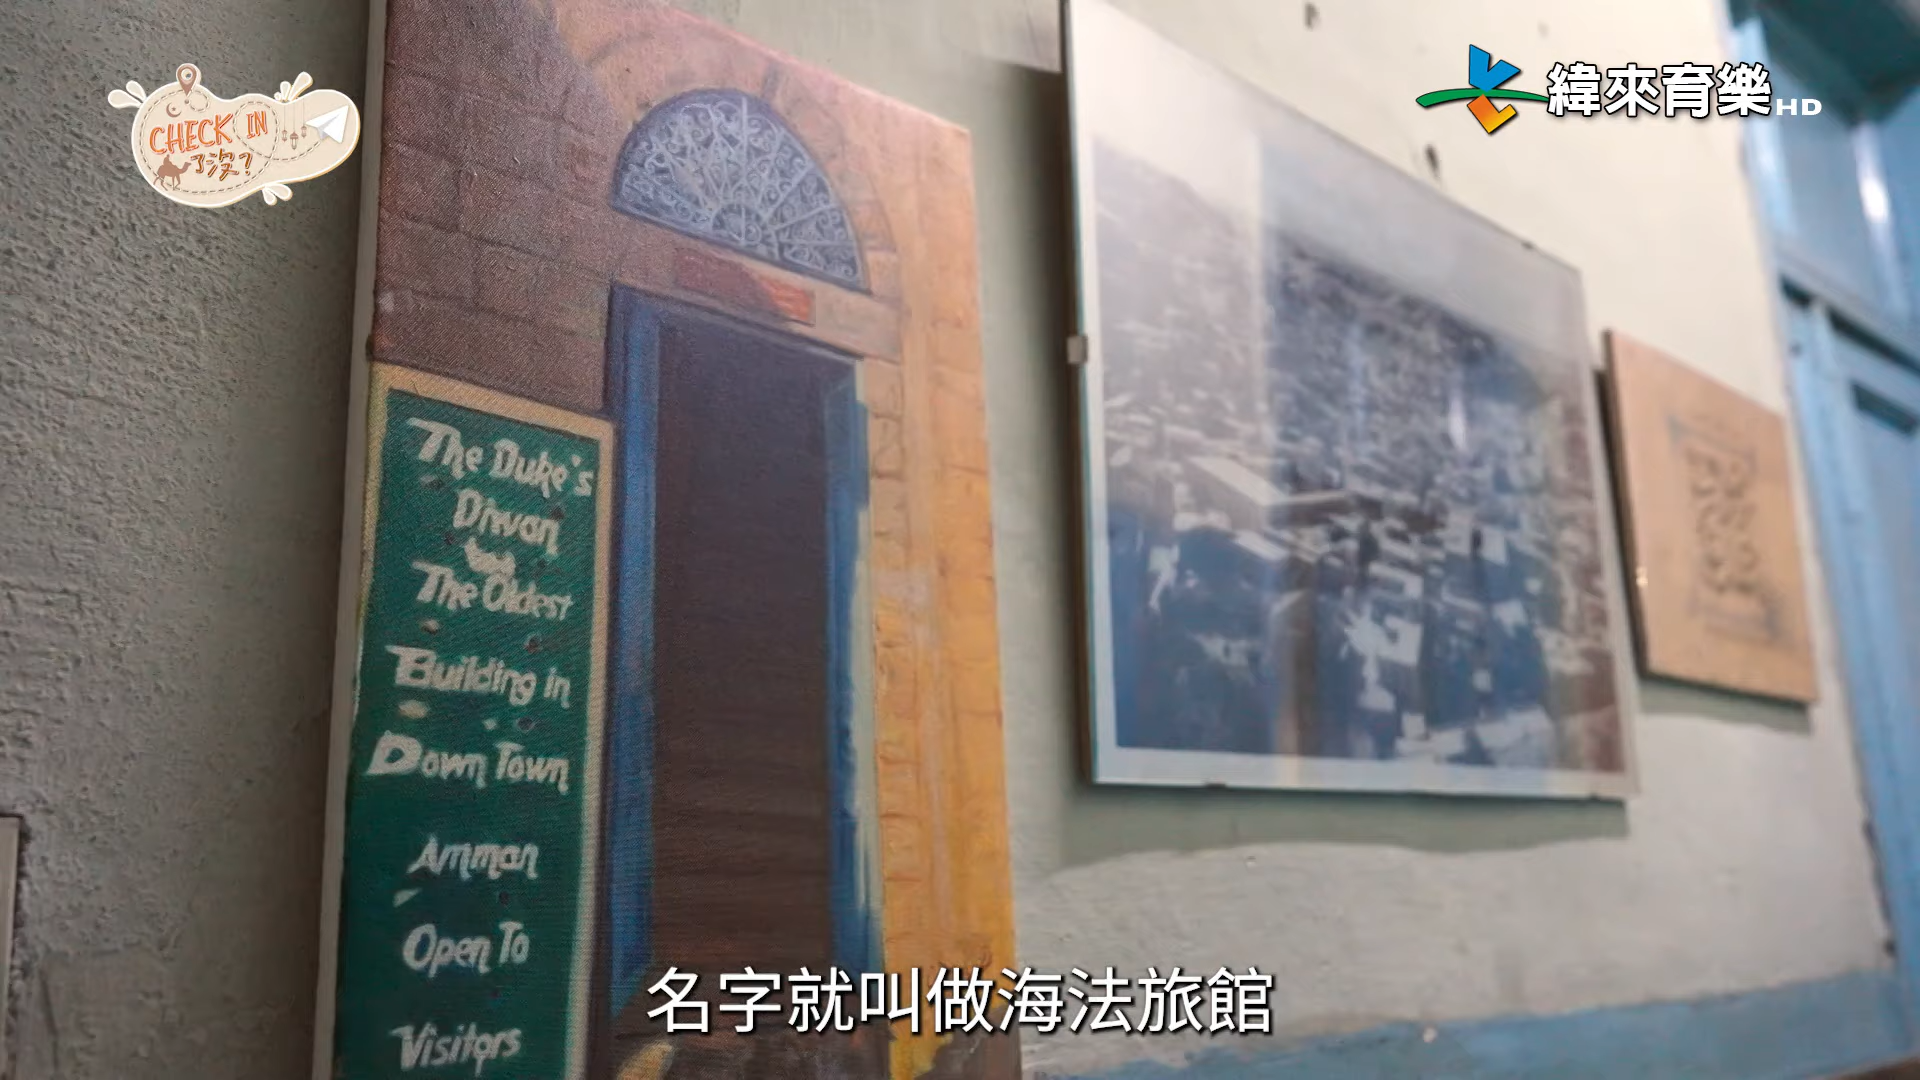 CHECK IN
了沒?
緯來育樂HD
The Duke's
Diwan
The Oldest
Building in
Down Town
Amman
Open To
Visitors
名字就叫做海法旅館